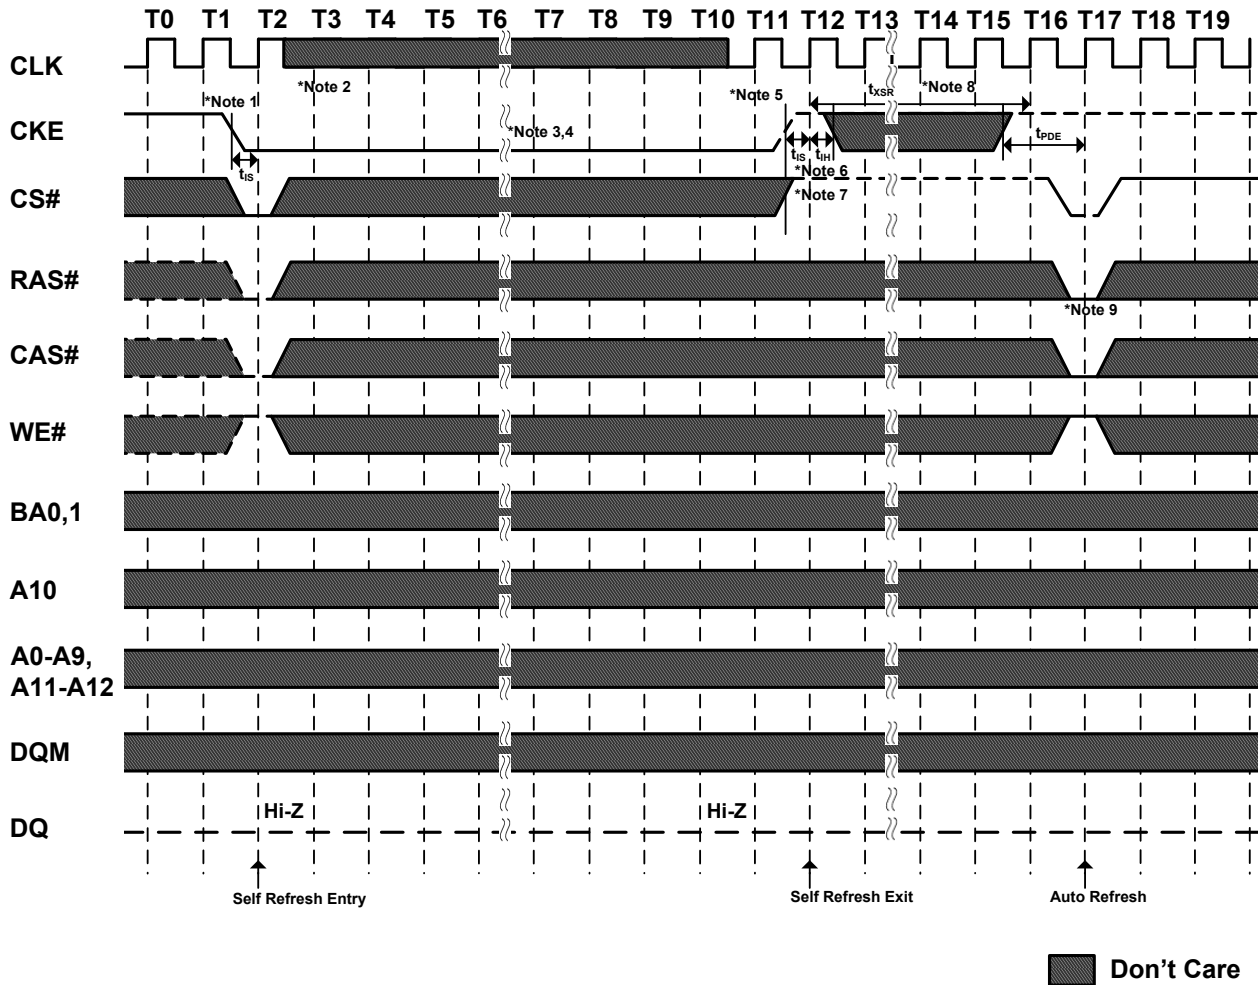 T0 T1 T2 T3 T4 T5 T6 T7 T8 T9 T10 T11 T12 T13 T14 T15 T16 T17 T18 T19
CLK
*Note 2 *Note 5 tXSR *Note 8
*Note 1
CKE *Note 3,4 tPDE
tIS tIS tIH
*Note 6
CS# *Note 7
RAS#
*Note 9
CAS#
WE#
BA0,1
A10
A0-A9,
A11-A12
DQM
Hi-Z Hi-Z
DQ
Self Refresh Entry Self Refresh Exit Auto Refresh
Don't Care